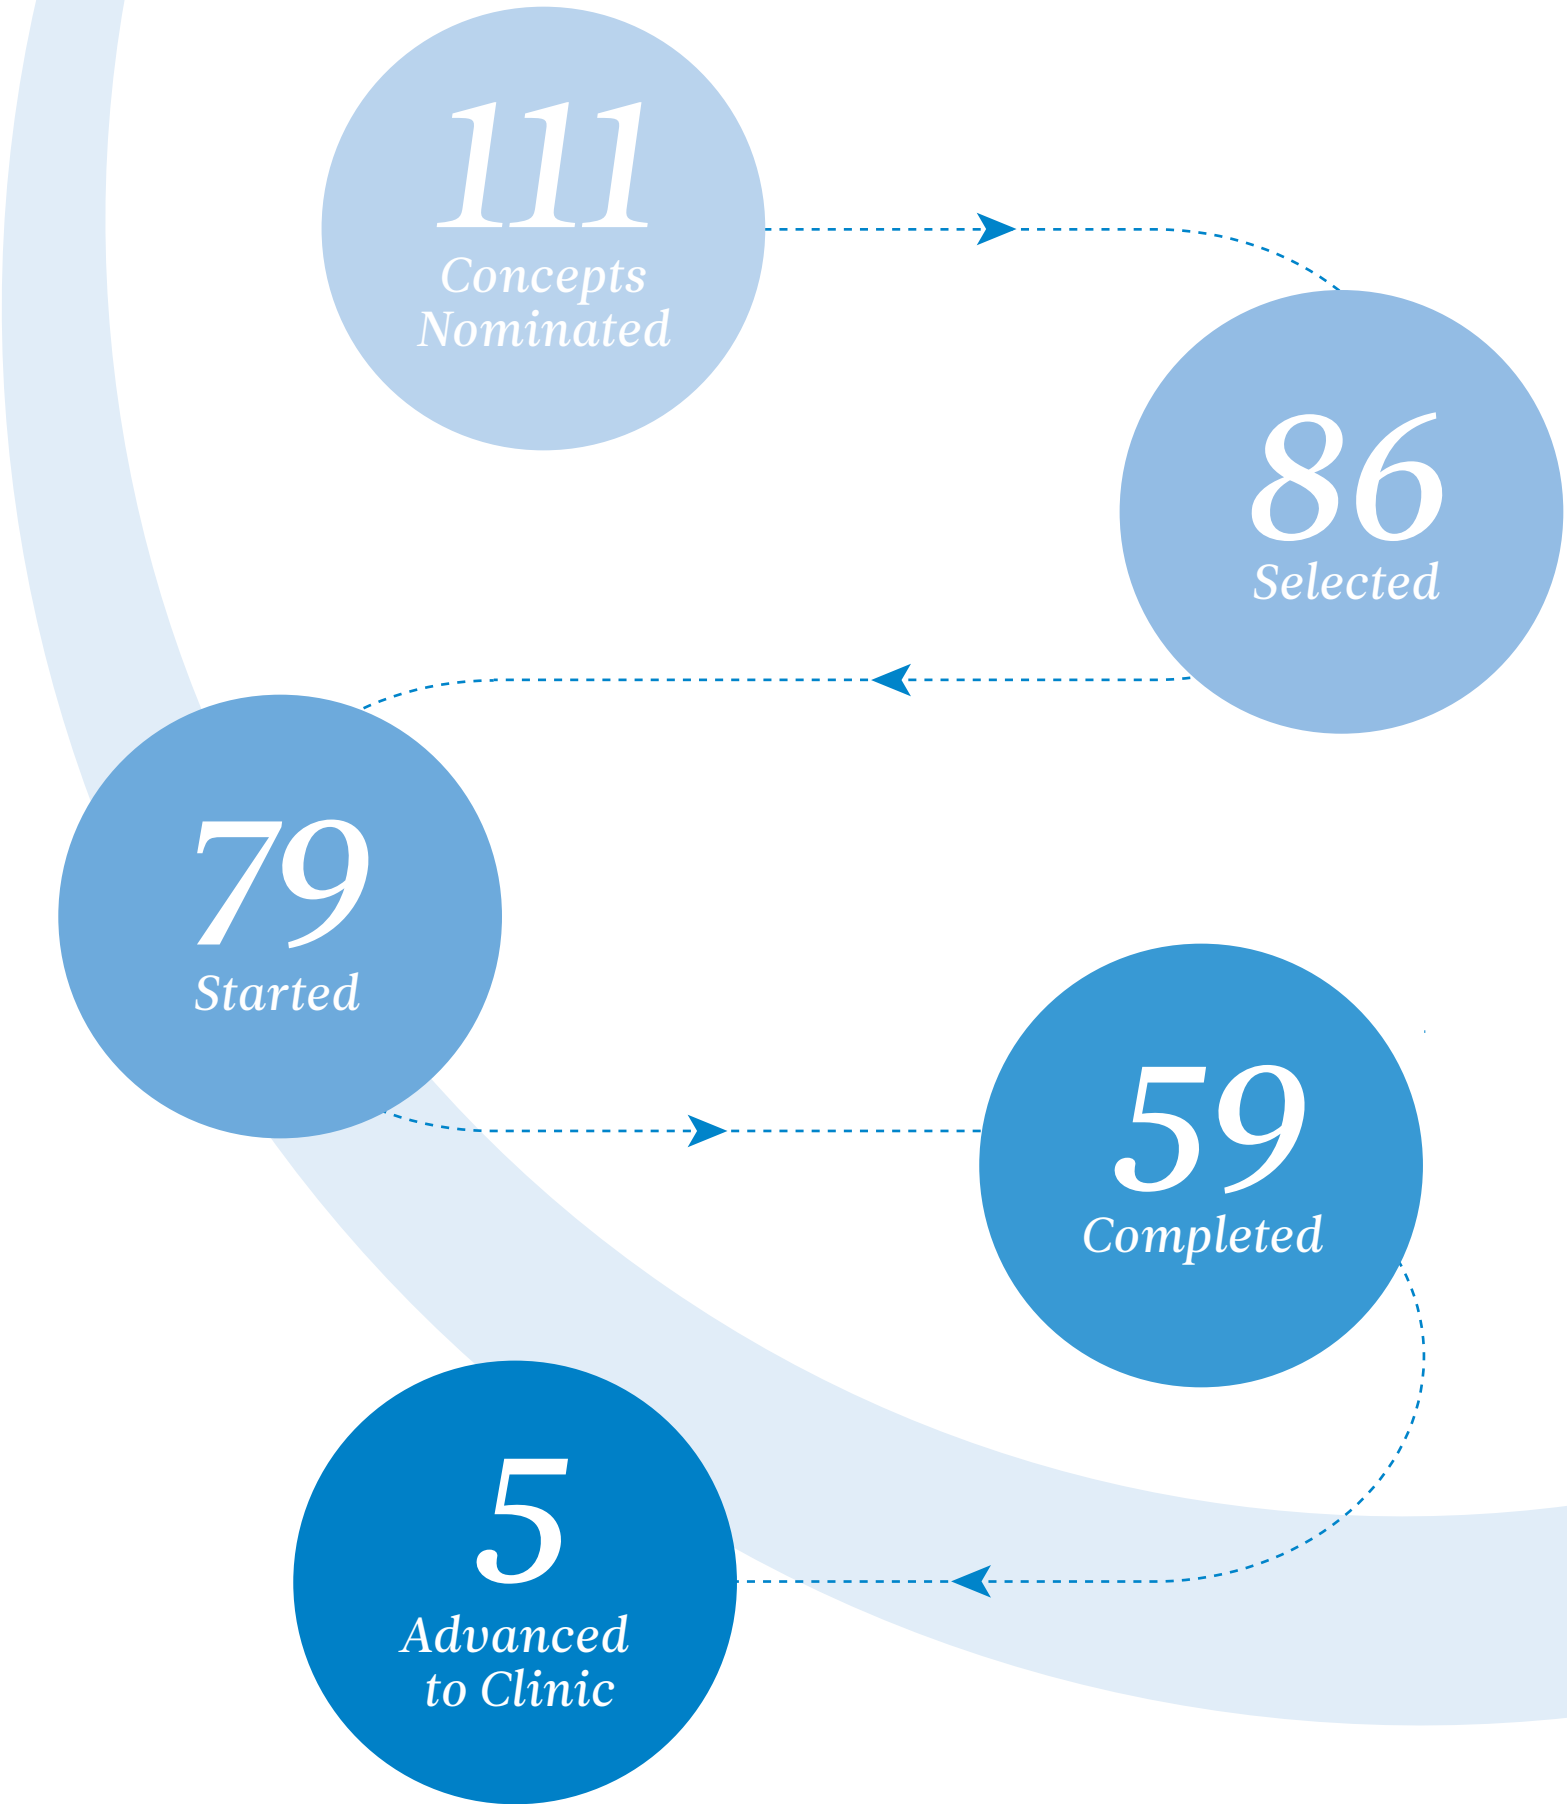 111
Concepts
Nominated
86
Selected
79
Started
59
Completed
5
Advanced
to Clinic